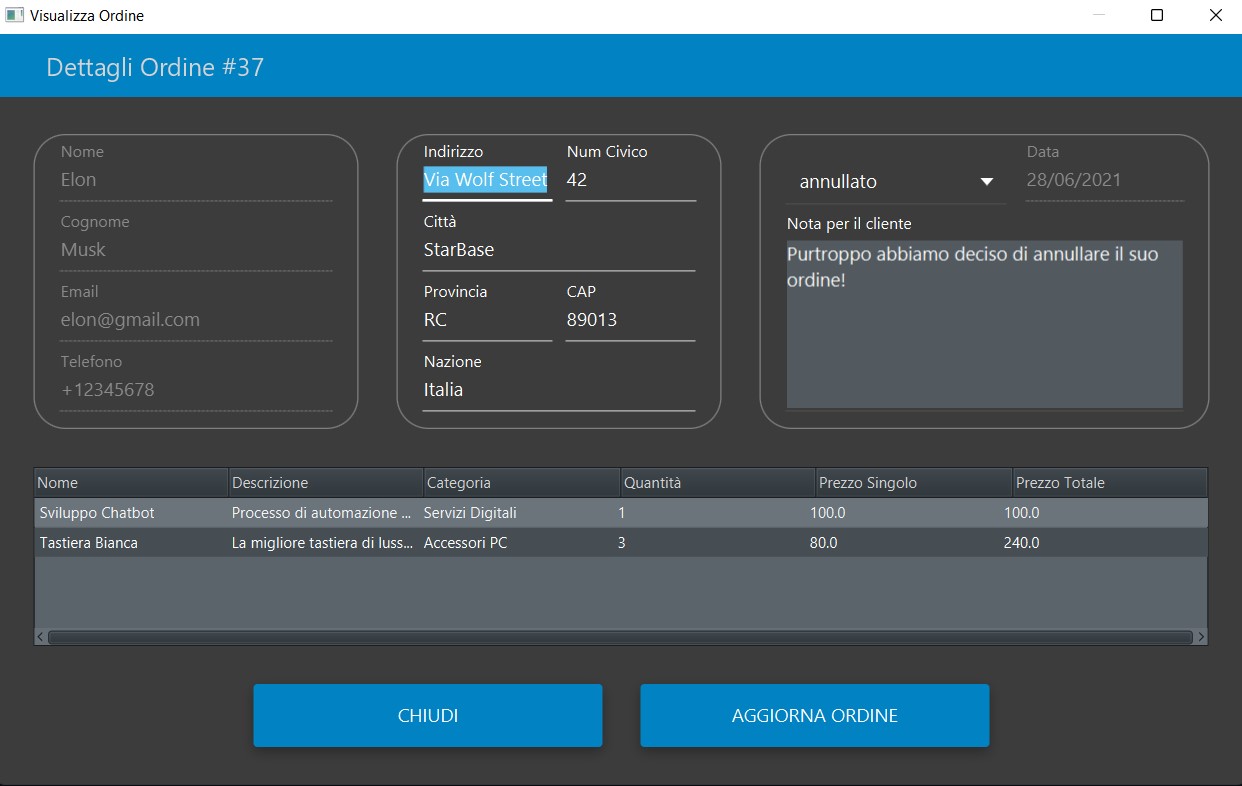 Visualizza Ordine
Dettagli Ordine #37
Nome
Elon
Cognome
Musk
Email
elon@gmail.com
Telefono
+12345678
Indirizzo Num Civico
Via Wolf Street 42
Città
StarBase
Provincia CAP
RC 89013
Nazione
Italia
Data
annullato 28/06/2021
Nota per il cliente
Purtroppo abbiamo deciso di annullare il suo
ordine!
Nome Descrizione Categoria Quantità Prezzo Singolo Prezzo Totale
Sviluppo Chatbot Processo di automazione ... Servizi Digitali 1 100.0 100.0
Tastiera Bianca La migliore tastiera di luss... Accessori PC 3 80.0 240.0
CHIUDI AGGIORNA ORDINE